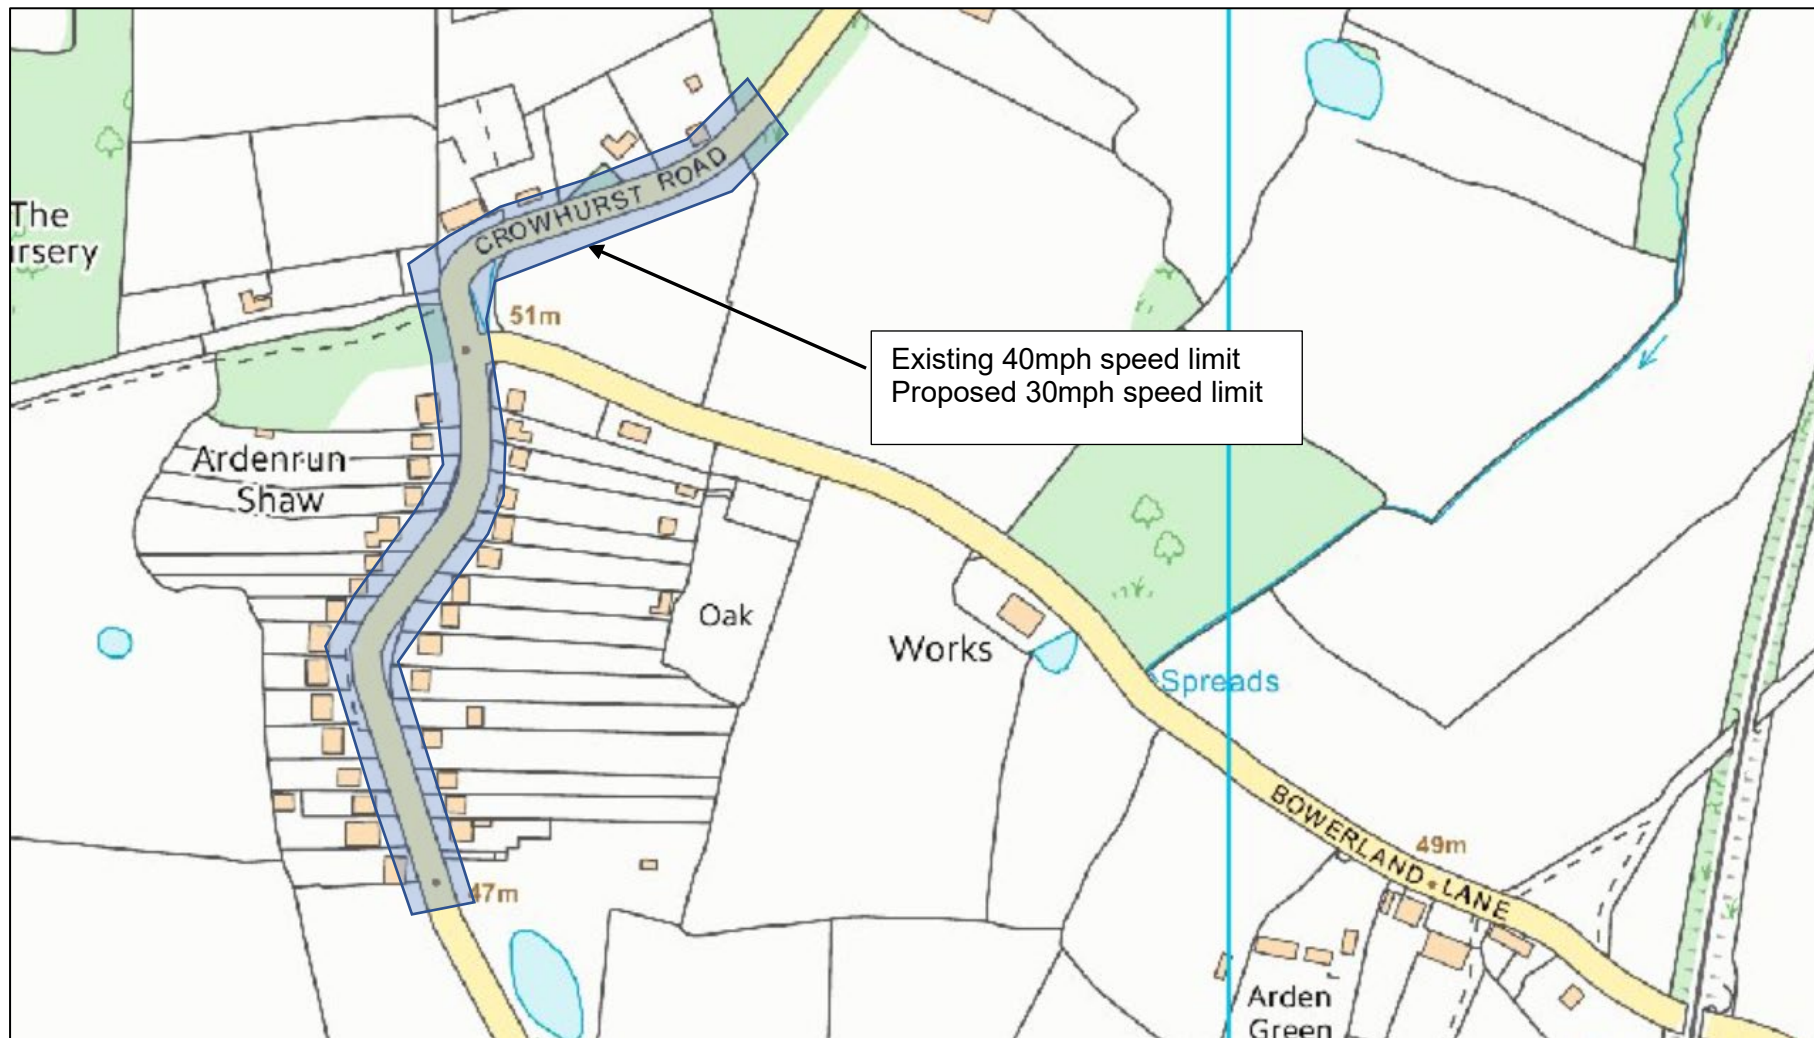 CROWHURST ROAD
The
ursery
51m
Existing 40mph speed limit
Proposed 30mph speed limit
Ardenrun
Shaw
Oak
Works
Spreads
BOWERLAND LANE
49m
47m
Arden
Green